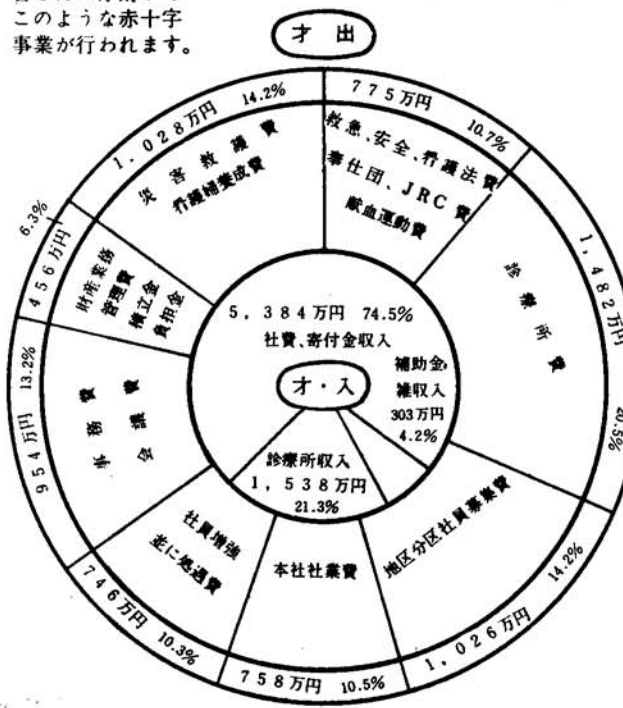 このような赤十字
事業が行われます。
才出
775万円 10.7%
救急、安全、看護法費
奉仕団、JRC費
献血運動費
1,482万円 20.5%
診療所費
1,026万円 14.2%
地区分区社員募集費
758万円 10.5%
本社社業費
746万円 10.3%
社員増強
並に処遇費
954万円 13.2%
事務費
会議費
456万円 6.3%
財産業務
管理費
積立金
負担金
1,028万円 14.2%
災害救護費
看護婦養成費
5,384万円 74.5%
社費、寄付金収入
才・入
補助金,
雑収入
303万円
4.2%
診療所収入
1,538万円
21.3%